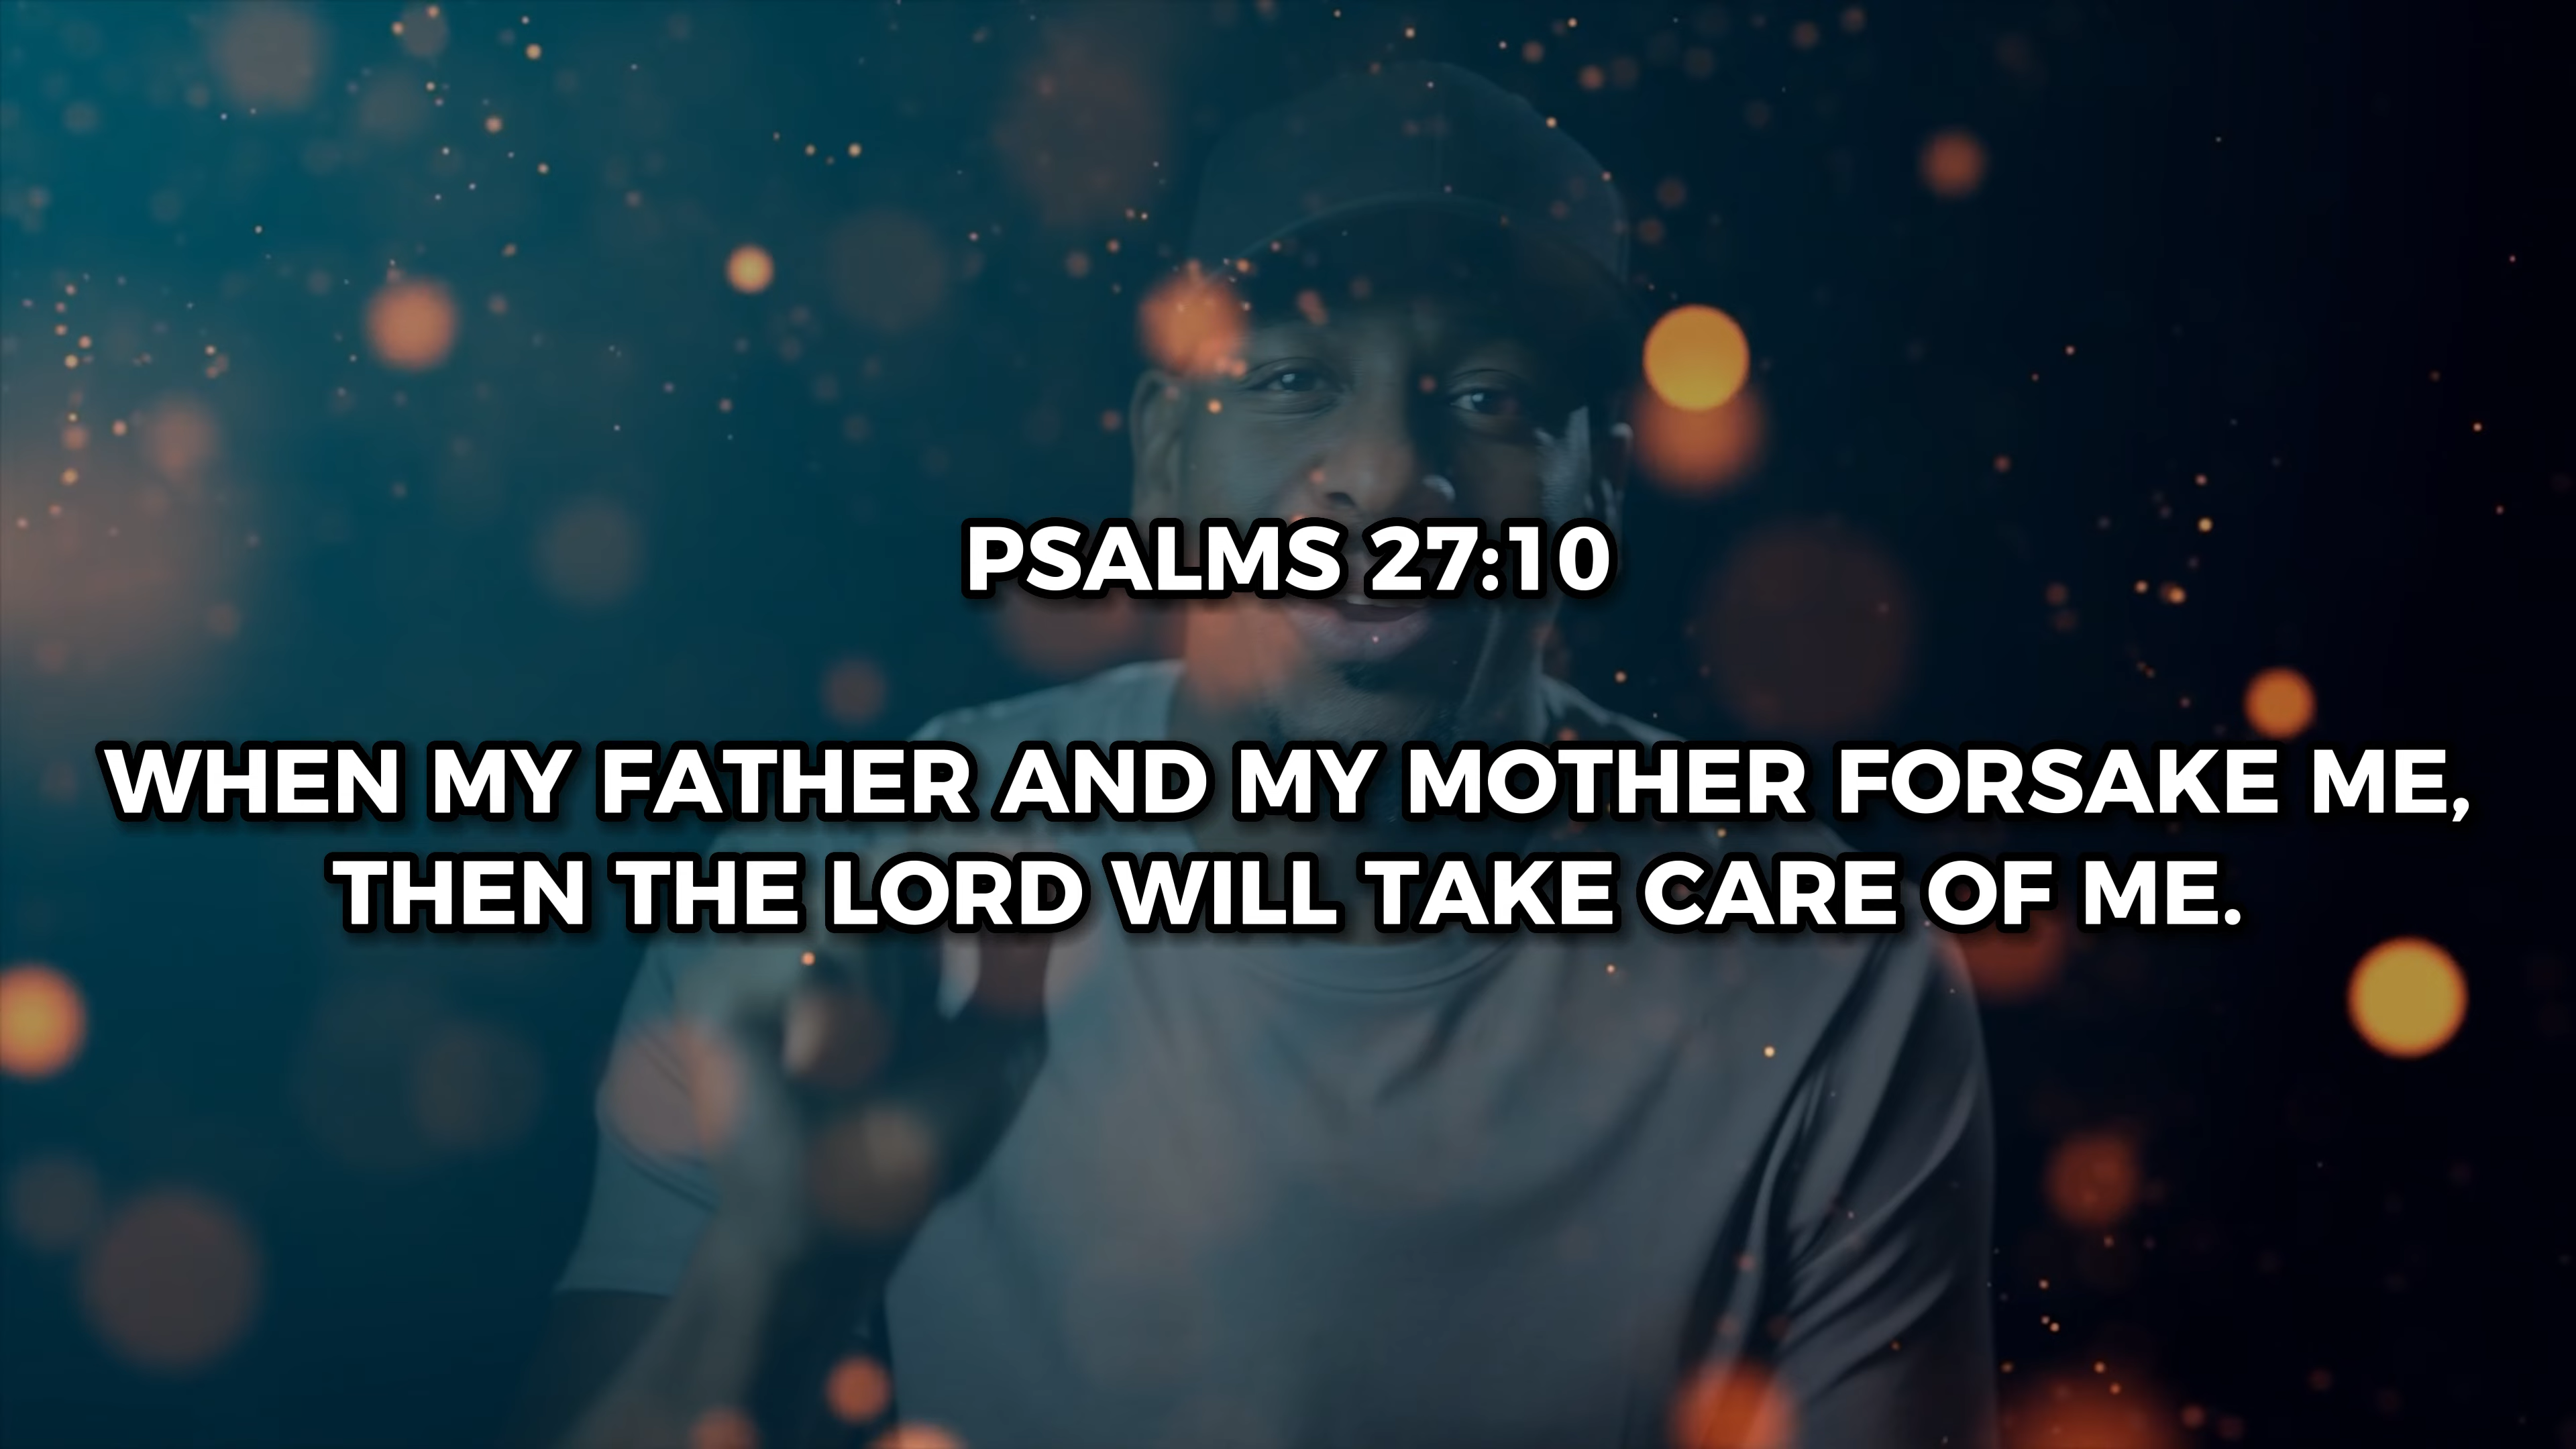 PSALMS 27:10
WHEN MY FATHER AND MY MOTHER FORSAKE ME,
THEN THE LORD WILL TAKE CARE OF ME.